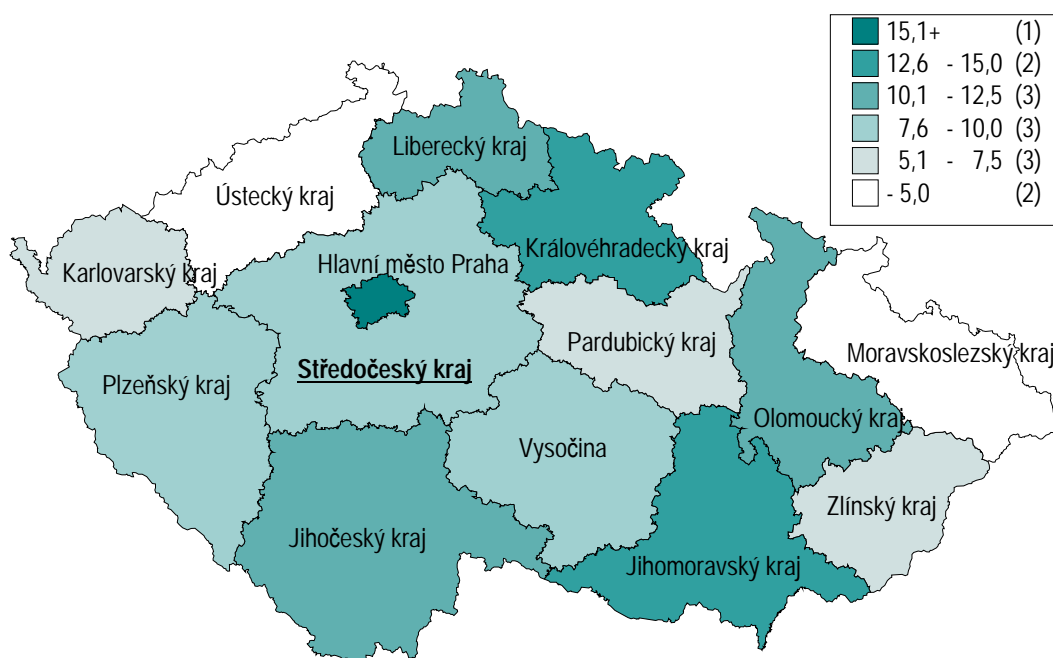 15,1+ (1)
12,6 - 15,0 (2)
10,1 - 12,5 (3)
7,6 - 10,0 (3)
5,1 - 7,5 (3)
- 5,0 (2)
Liberecký kraj
Ústecký kraj
Královéhradecký kraj
Karlovarský kraj
Hlavní město Praha
Pardubický kraj
Moravskoslezský kraj
Středočeský kraj
Plzeňský kraj
Olomoucký kraj
Vysočina
Zlínský kraj
Jihočeský kraj
Jihomoravský kraj